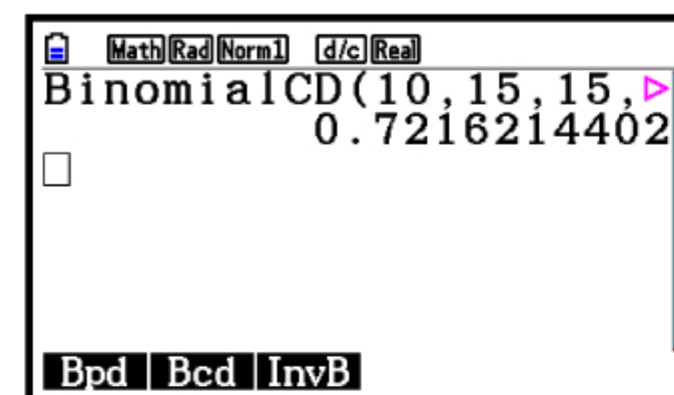 Math Rad Norm1 d/c Real
BinomialCD(10,15,15,
0.7216214402
Bpd Bcd InvB